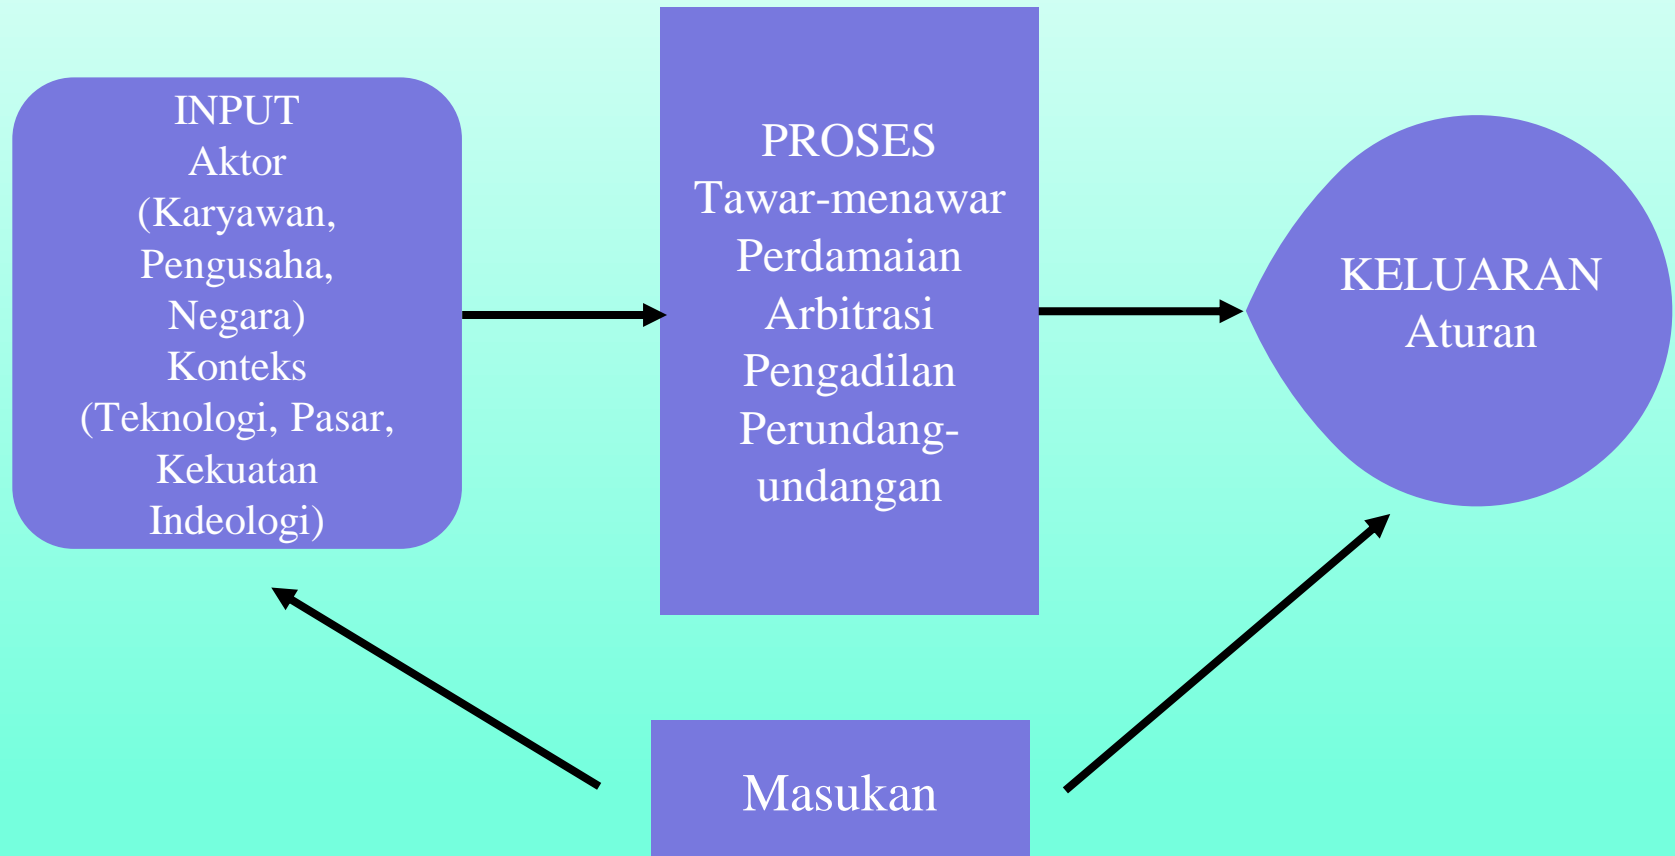 INPUT
Aktor
(Karyawan,
Pengusaha,
Negara)
Konteks
(Teknologi, Pasar,
Kekuatan
Indeologi)
PROSES
Tawar-menawar
Perdamaian
Arbitrasi
Pengadilan
Perundang-
undangan
KELUARAN
Aturan
Masukan